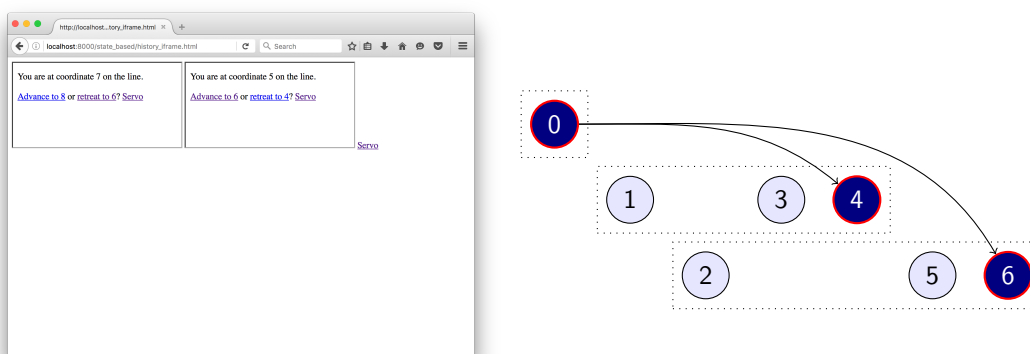 http://localhost...tory_iframe.html
localhost:8000/state_based/history_iframe.html
Search
You are at coordinate 7 on the line.
Advance to 8 or retreat to 6? Servo
You are at coordinate 5 on the line.
Advance to 6 or retreat to 4? Servo
Servo
0
1 3 4
2 5 6